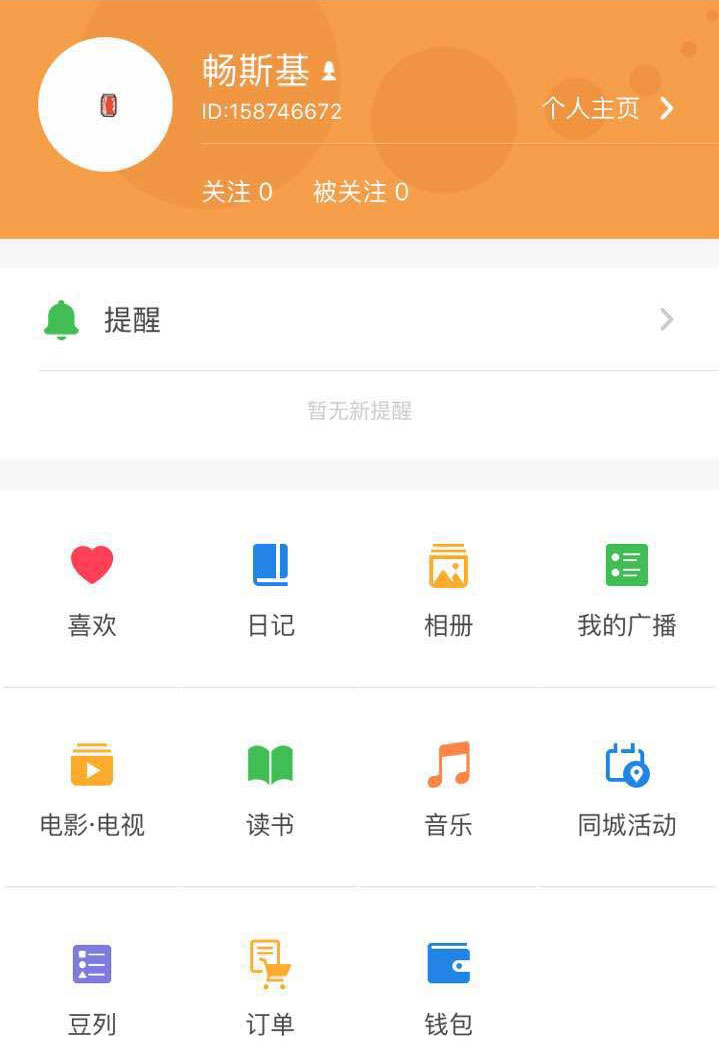 畅斯基
ID:158746672
个人主页
关注 0 被关注 0
提醒
暂无新提醒
喜欢 日记 相册 我的广播
电影·电视 读书 音乐 同城活动
豆列 订单 钱包